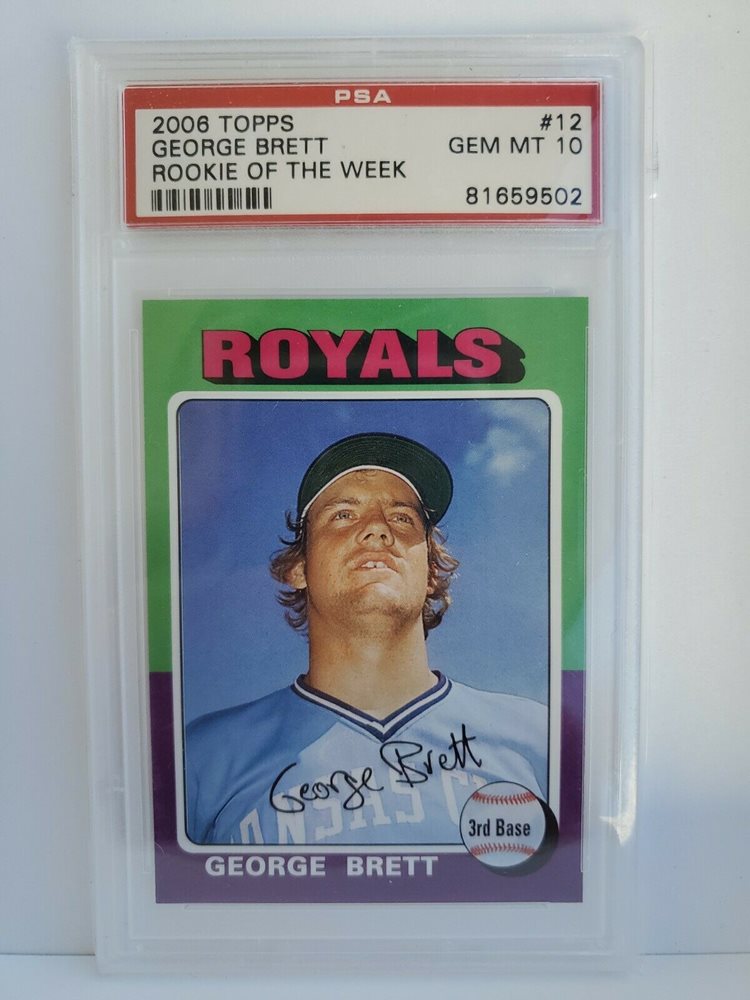 PSA
2006 TOPPS #12
GEORGE BRETT GEM MT 10
ROOKIE OF THE WEEK
81659502
ROYALS
George Brett
ANSAS C
3rd Base
GEORGE BRETT